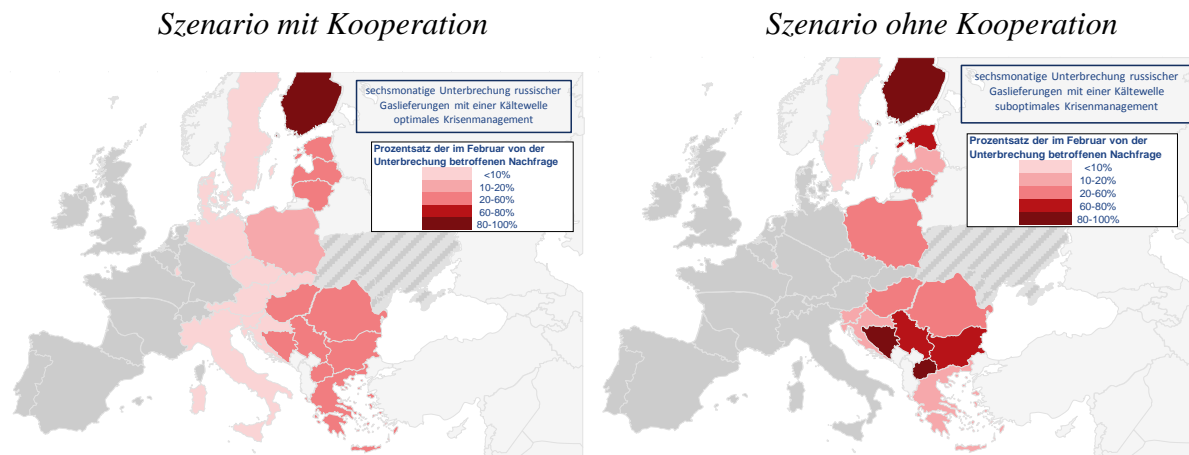 Szenario mit Kooperation
sechsmonatige Unterbrechung russischer
Gaslieferungen mit einer Kältewelle
optimales Krisenmanagement
Prozentsatz der im Februar von der
Unterbrechung betroffenen Nachfrage
<10%
10-20%
20-60%
60-80%
80-100%
Szenario ohne Kooperation
sechsmonatige Unterbrechung russischer
Gaslieferungen mit einer Kältewelle
suboptimales Krisenmanagement
Prozentsatz der im Februar von der
Unterbrechung betroffenen Nachfrage
<10%
10-20%
20-60%
60-80%
80-100%